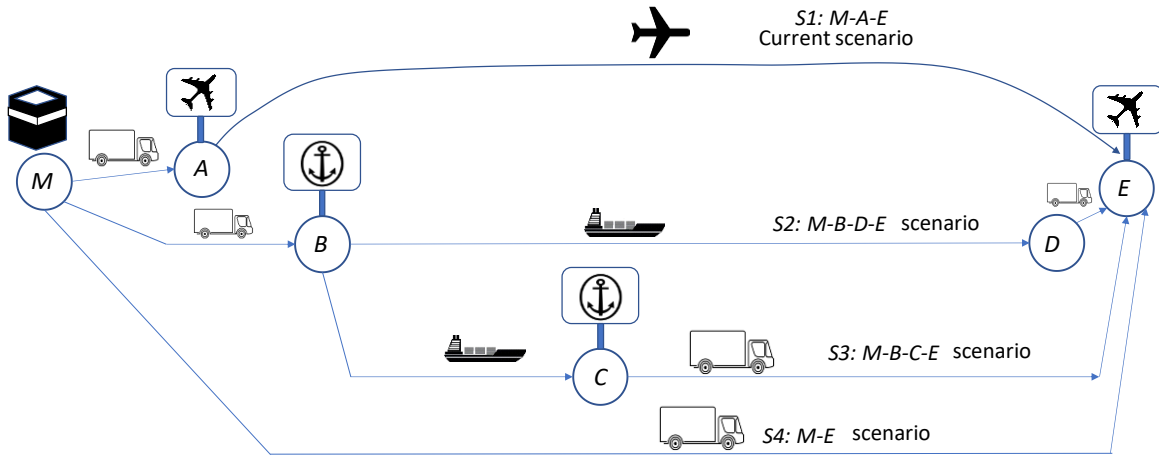 S1: M-A-E
Current scenario
M
A
E
B
S2: M-B-D-E scenario
D
S3: M-B-C-E scenario
C
S4: M-E scenario